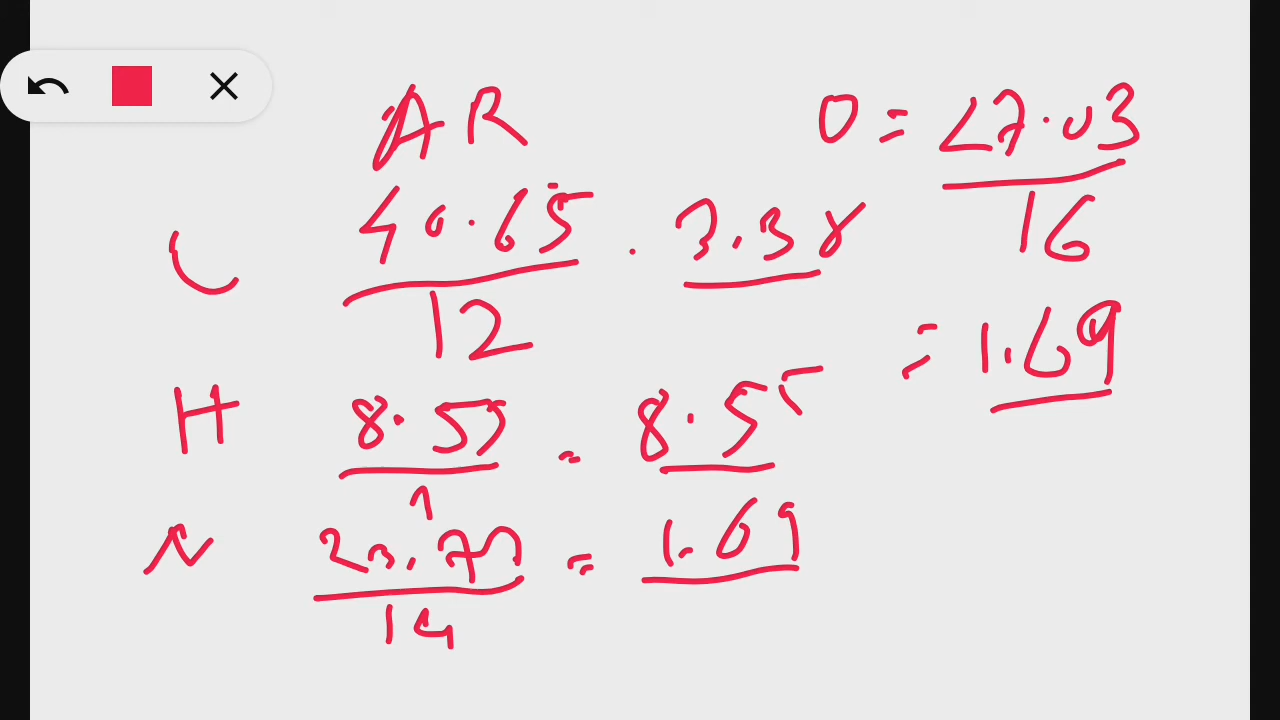 AR
O = 27.03
16
= 1.69
C 40.65 . 3.38
12
H 8.55 = 8.55
1
N 23.70 = 1.69
14